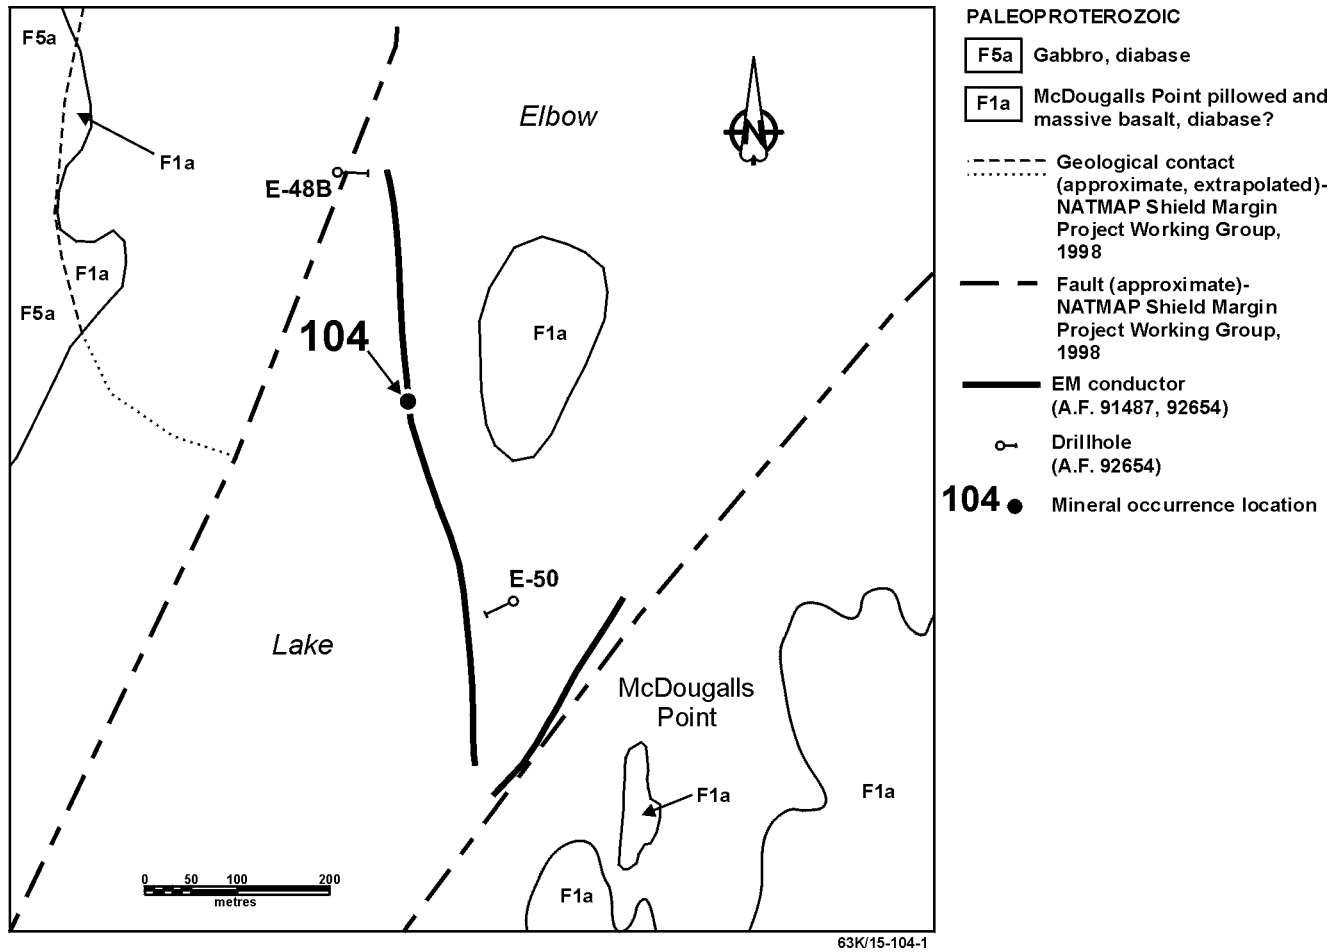 F5a
F1a
Elbow
N
E-48B
F1a
F5a
104
F1a
E-50
Lake
McDougalls
Point
F1a
F1a
F1a
0 50 100 200
metres
63K/15-104-1
PALEOPROTEROZOIC
F5a Gabbro, diabase
F1a McDougalls Point pillowed and
massive basalt, diabase?
Geological contact
(approximate, extrapolated)-
NATMAP Shield Margin
Project Working Group,
1998
Fault (approximate)-
NATMAP Shield Margin
Project Working Group,
1998
EM conductor
(A.F. 91487, 92654)
Drillhole
(A.F. 92654)
104 Mineral occurrence location